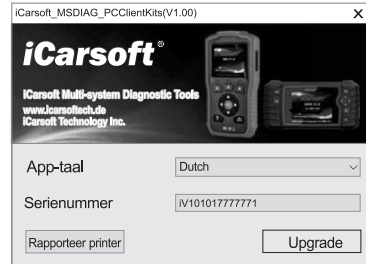 iCarsoft_MSDIAG_PCClientKits(V1.00)
X
iCarsoft®
iCarsoft Multi-system Diagnostic Tools
www.icarsoftech.de
iCarsoft Technology Inc.
App-taal
Dutch
Serienummer
iV101017777771
Rapporteer printer
Upgrade